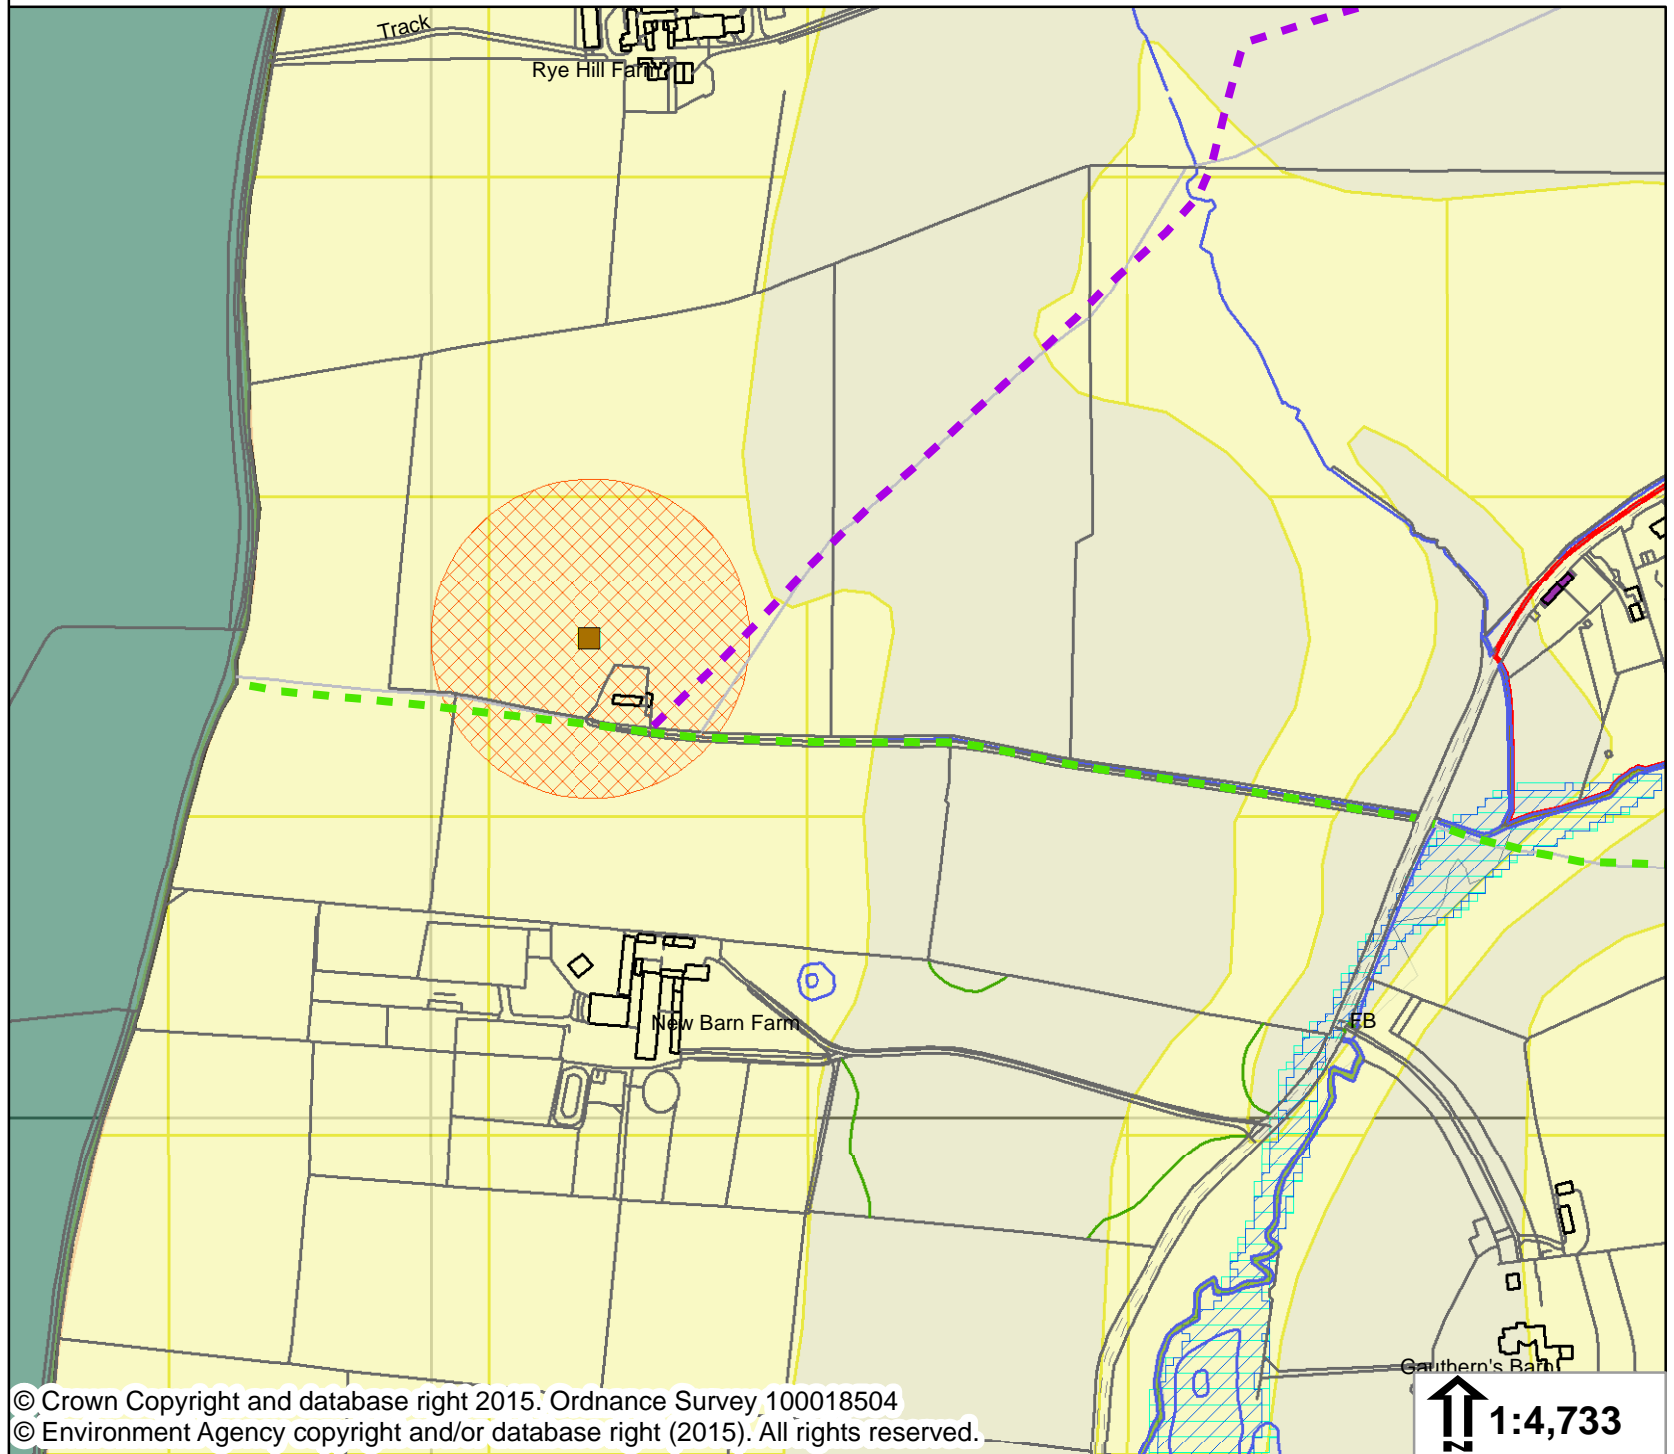 Track
Rye Hill Farm
New Barn Farm
FB
Gauthern's Barn
© Crown Copyright and database right 2015. Ordnance Survey 100018504
© Environment Agency copyright and/or database right (2015). All rights reserved.
N
1:4,733